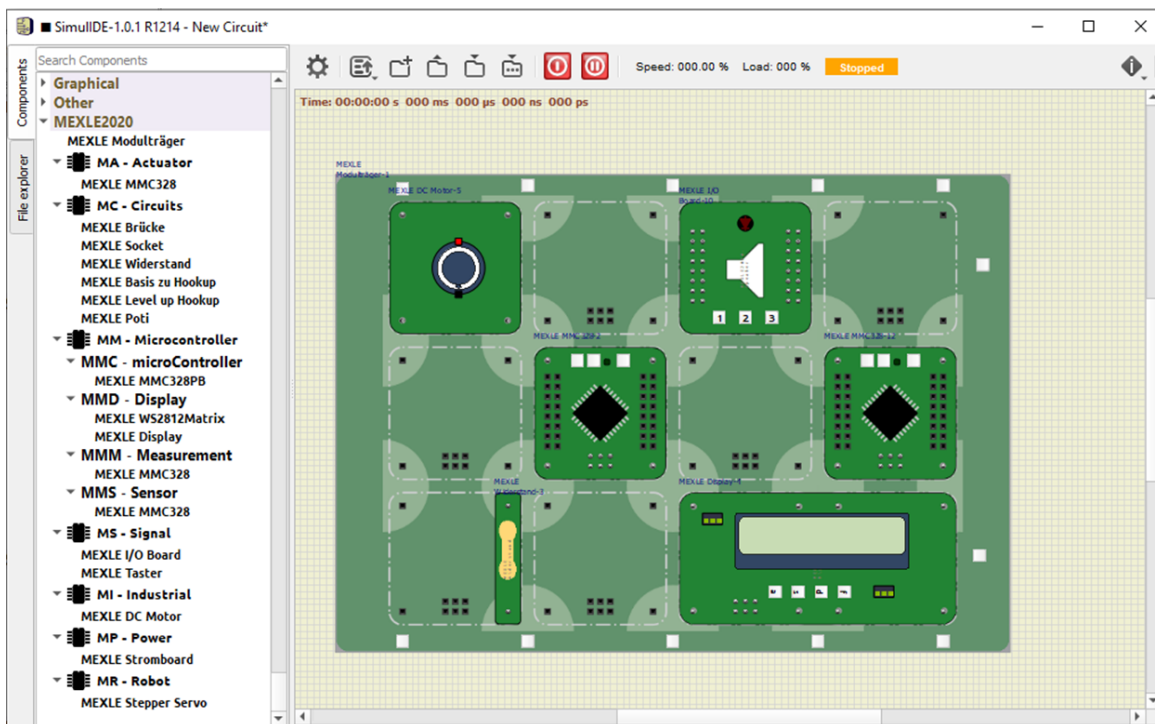 SimulIDE-1.0.1 R1214 - New Circuit*
Components
File explorer
Search Components
Graphical
Other
MEXLE2020
MEXLE Modulträger
MA - Actuator
MEXLE MMC328
MC - Circuits
MEXLE Brücke
MEXLE Socket
MEXLE Widerstand
MEXLE Basis zu Hookup
MEXLE Level up Hookup
MEXLE Poti
MM - Microcontroller
MMC - microController
MEXLE MMC328PB
MMD - Display
MEXLE WS2812Matrix
MEXLE Display
MMM - Measurement
MEXLE MMC328
MMS - Sensor
MEXLE MMC328
MS - Signal
MEXLE I/O Board
MEXLE Taster
MI - Industrial
MEXLE DC Motor
MP - Power
MEXLE Stromboard
MR - Robot
MEXLE Stepper Servo
Speed: 000.00 % Load: 000 % Stopped
Time: 00:00:00 s 000 ms 000 µs 000 ns 000 ps
MEXLE
Modulträger-1
MEXLE DC Motor-5
MEXLE I/O
Board-10
1 2 3
MEXLE MMC328-2
MEXLE MMC328-12
MEXLE
Widerstand-3
MEXLE Display-4